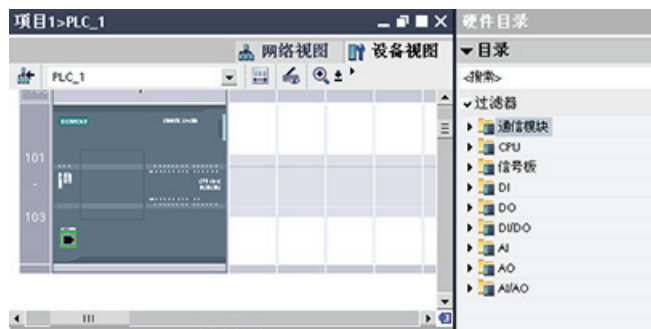 项目1>PLC_1
网络视图
设备视图
PLC_1
SIEMENS
101
103
硬件目录
目录
<搜索>
过滤器
通信模块
CPU
信号板
DI
DO
DI/DO
AI
AO
AI/AO